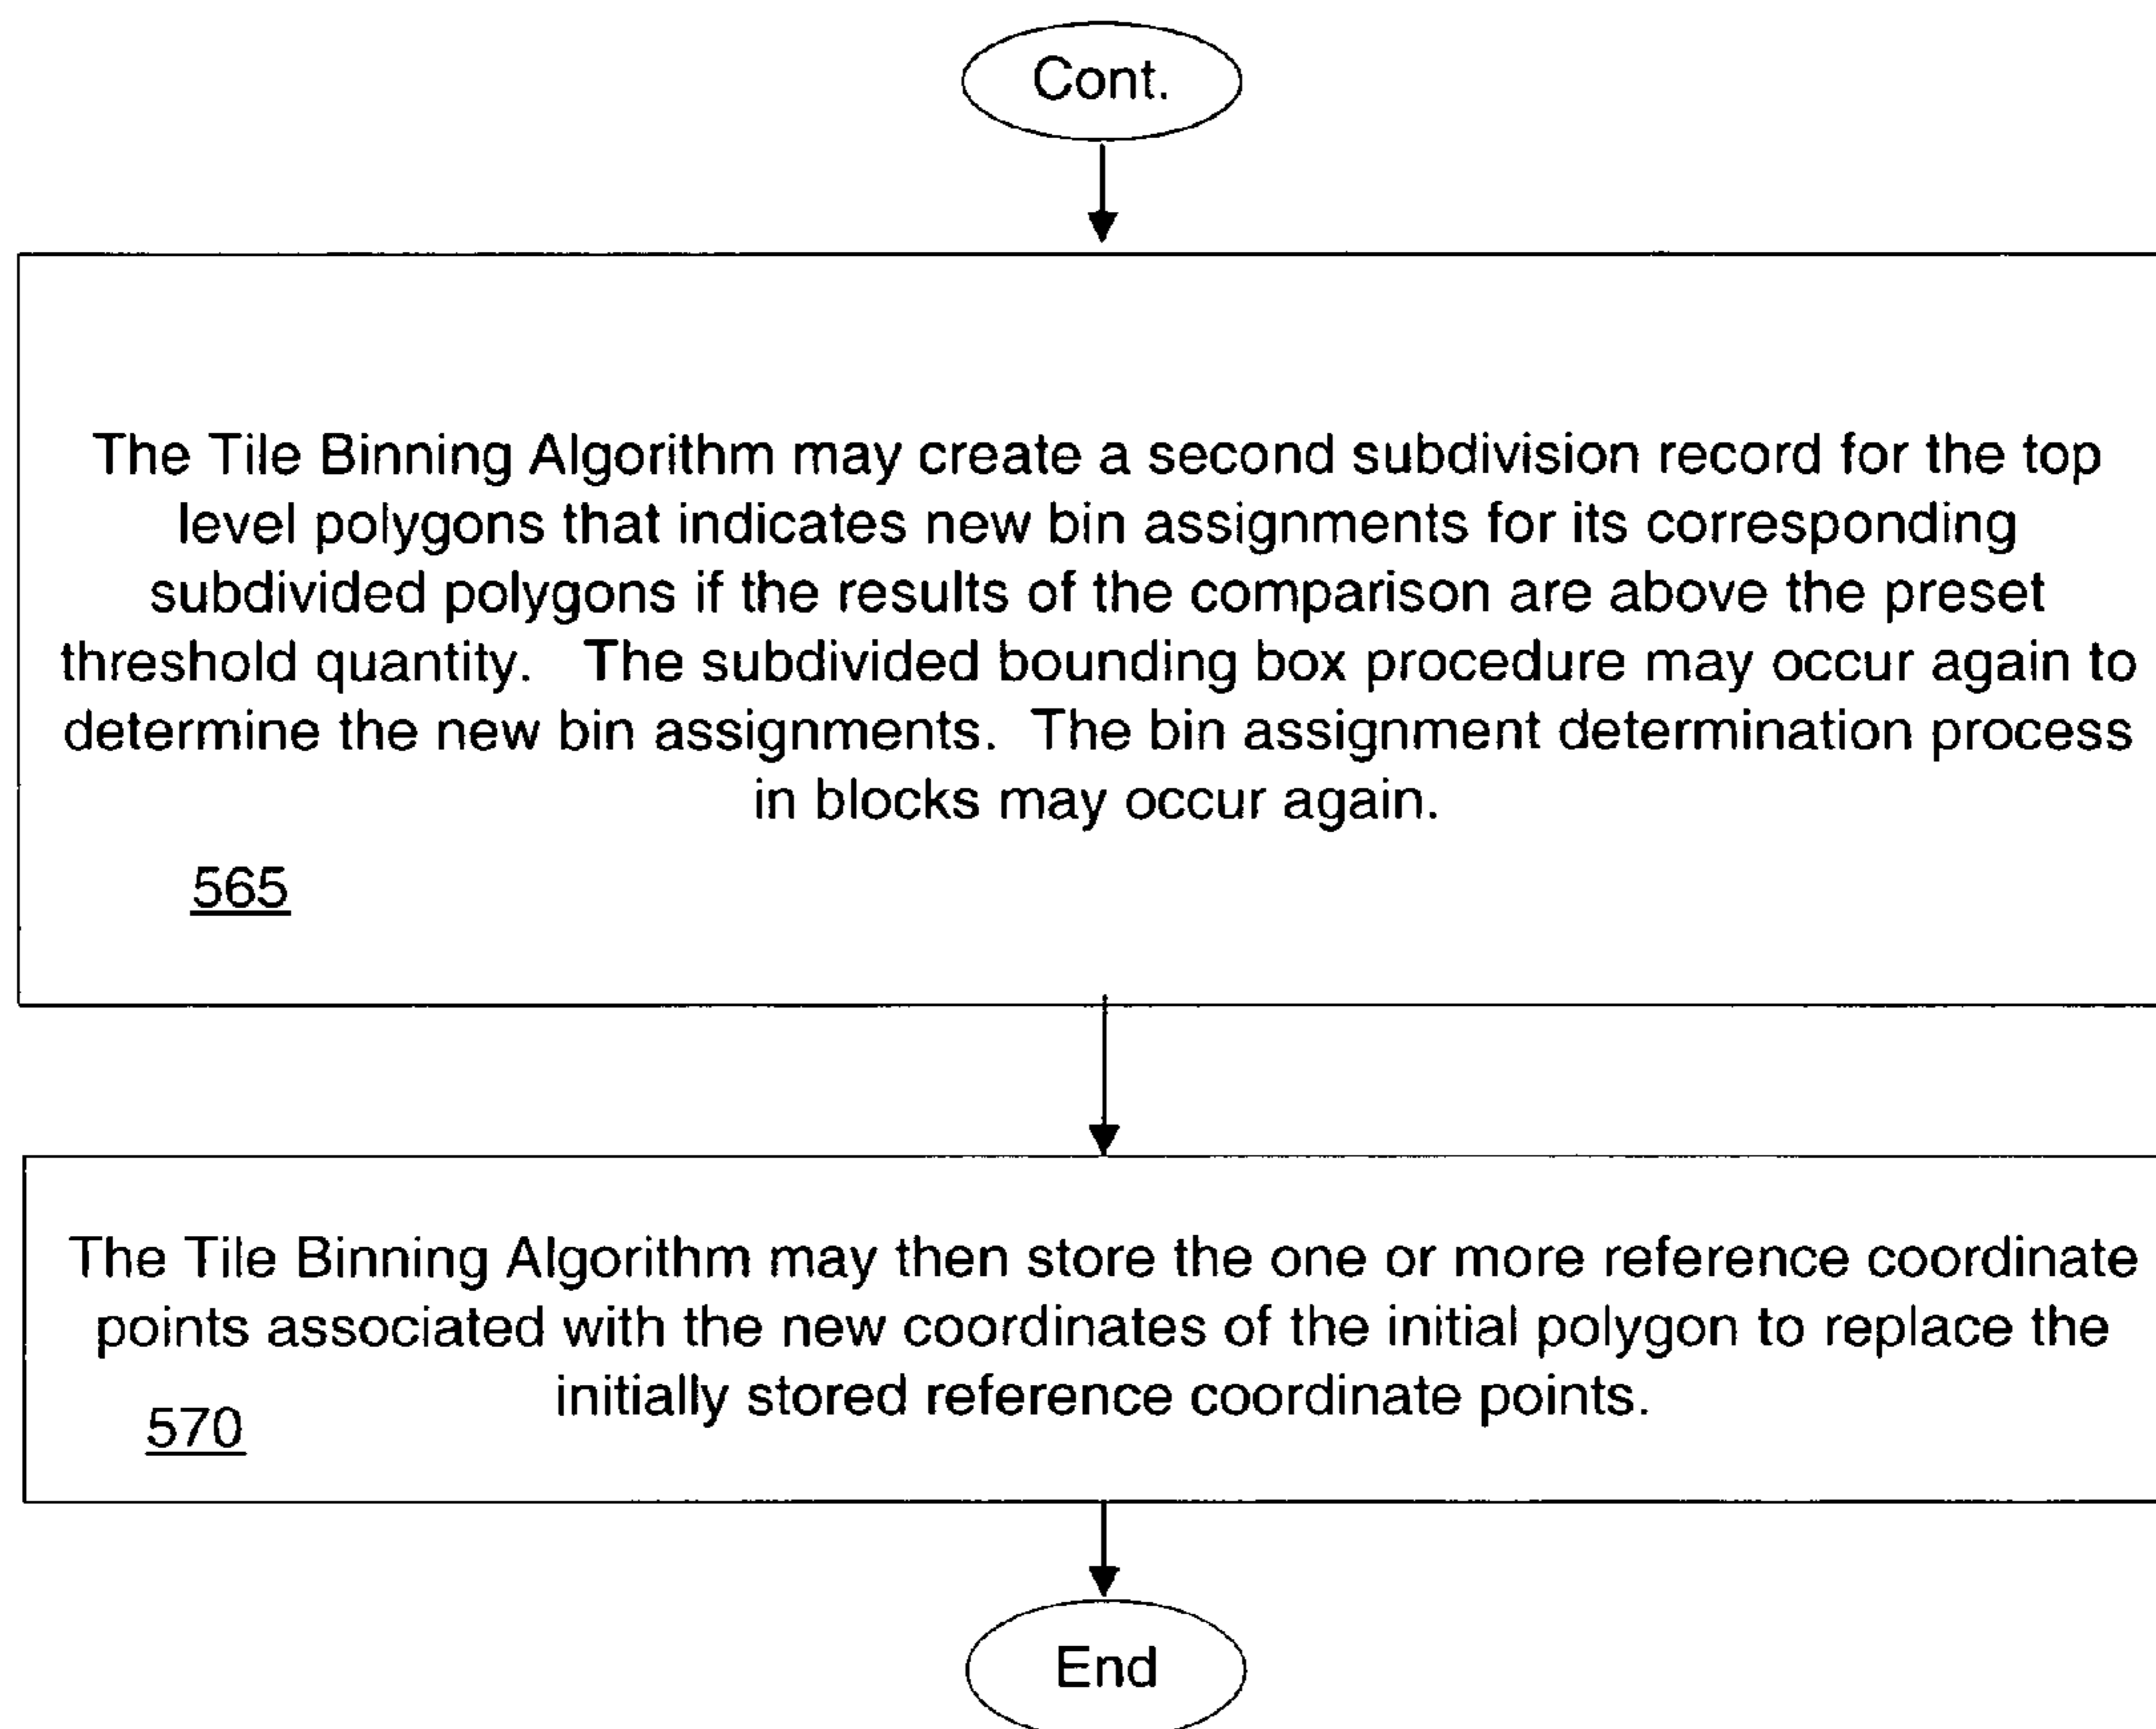 Cont.
The Tile Binning Algorithm may create a second subdivision record for the top
level polygons that indicates new bin assignments for its corresponding
subdivided polygons if the results of the comparison are above the preset
threshold quantity. The subdivided bounding box procedure may occur again to
determine the new bin assignments. The bin assignment determination process
in blocks may occur again.
565
The Tile Binning Algorithm may then store the one or more reference coordinate
points associated with the new coordinates of the initial polygon to replace the
initially stored reference coordinate points.
570
End